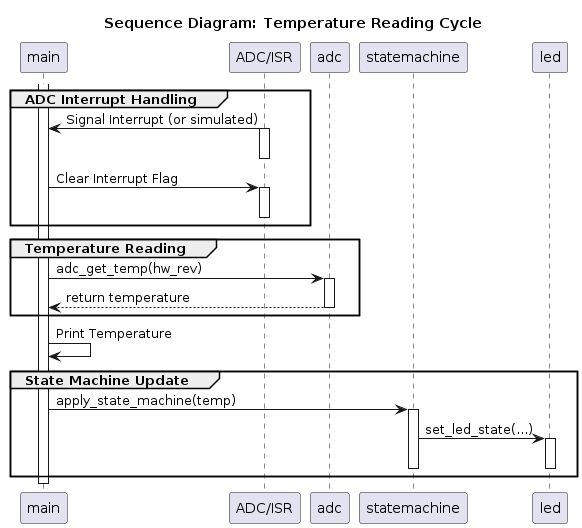 Sequence Diagram: Temperature Reading Cycle
main ADC/ISR adc statemachine led
ADC Interrupt Handling
Signal Interrupt (or simulated)
Clear Interrupt Flag
Temperature Reading
adc_get_temp(hw_rev)
return temperature
Print Temperature
State Machine Update
apply_state_machine(temp)
set_led_state(...)
main ADC/ISR adc statemachine led